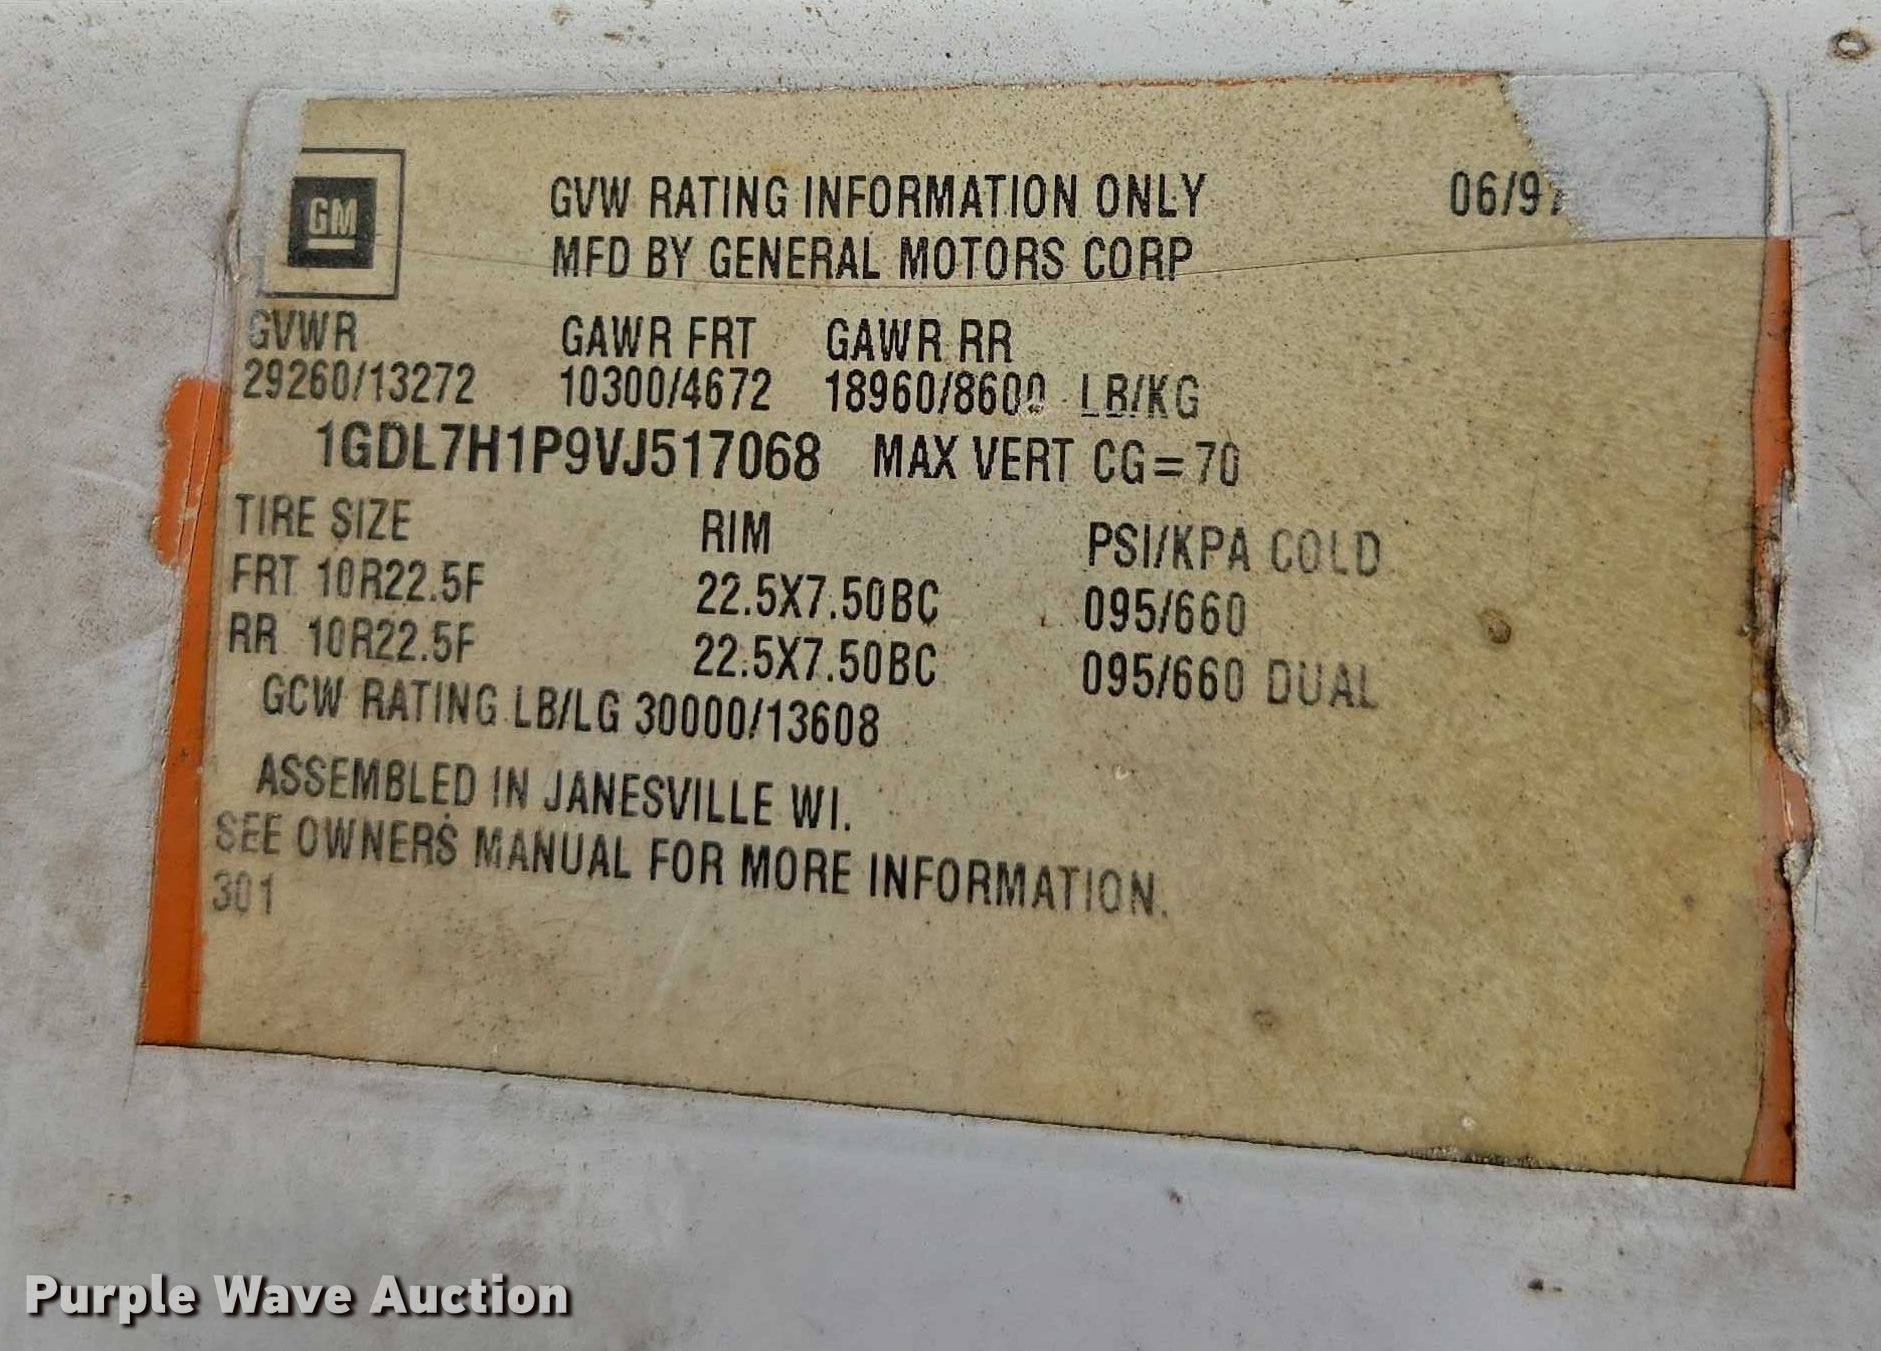 GM
GVW RATING INFORMATION ONLY 06/97
MFD BY GENERAL MOTORS CORP
GVWR GAWR FRT GAWR RR
29260/13272 10300/4672 18960/8600 LB/KG
1GDL7H1P9VJ517068 MAX VERT CG=70
TIRE SIZE RIM PSI/KPA COLD
FRT 10R22.5F 22.5X7.50BC 095/660
RR 10R22.5F 22.5X7.50BC 095/660 DUAL
GCW RATING LB/LG 30000/13608
ASSEMBLED IN JANESVILLE WI.
SEE OWNERS MANUAL FOR MORE INFORMATION.
301
Purple Wave Auction